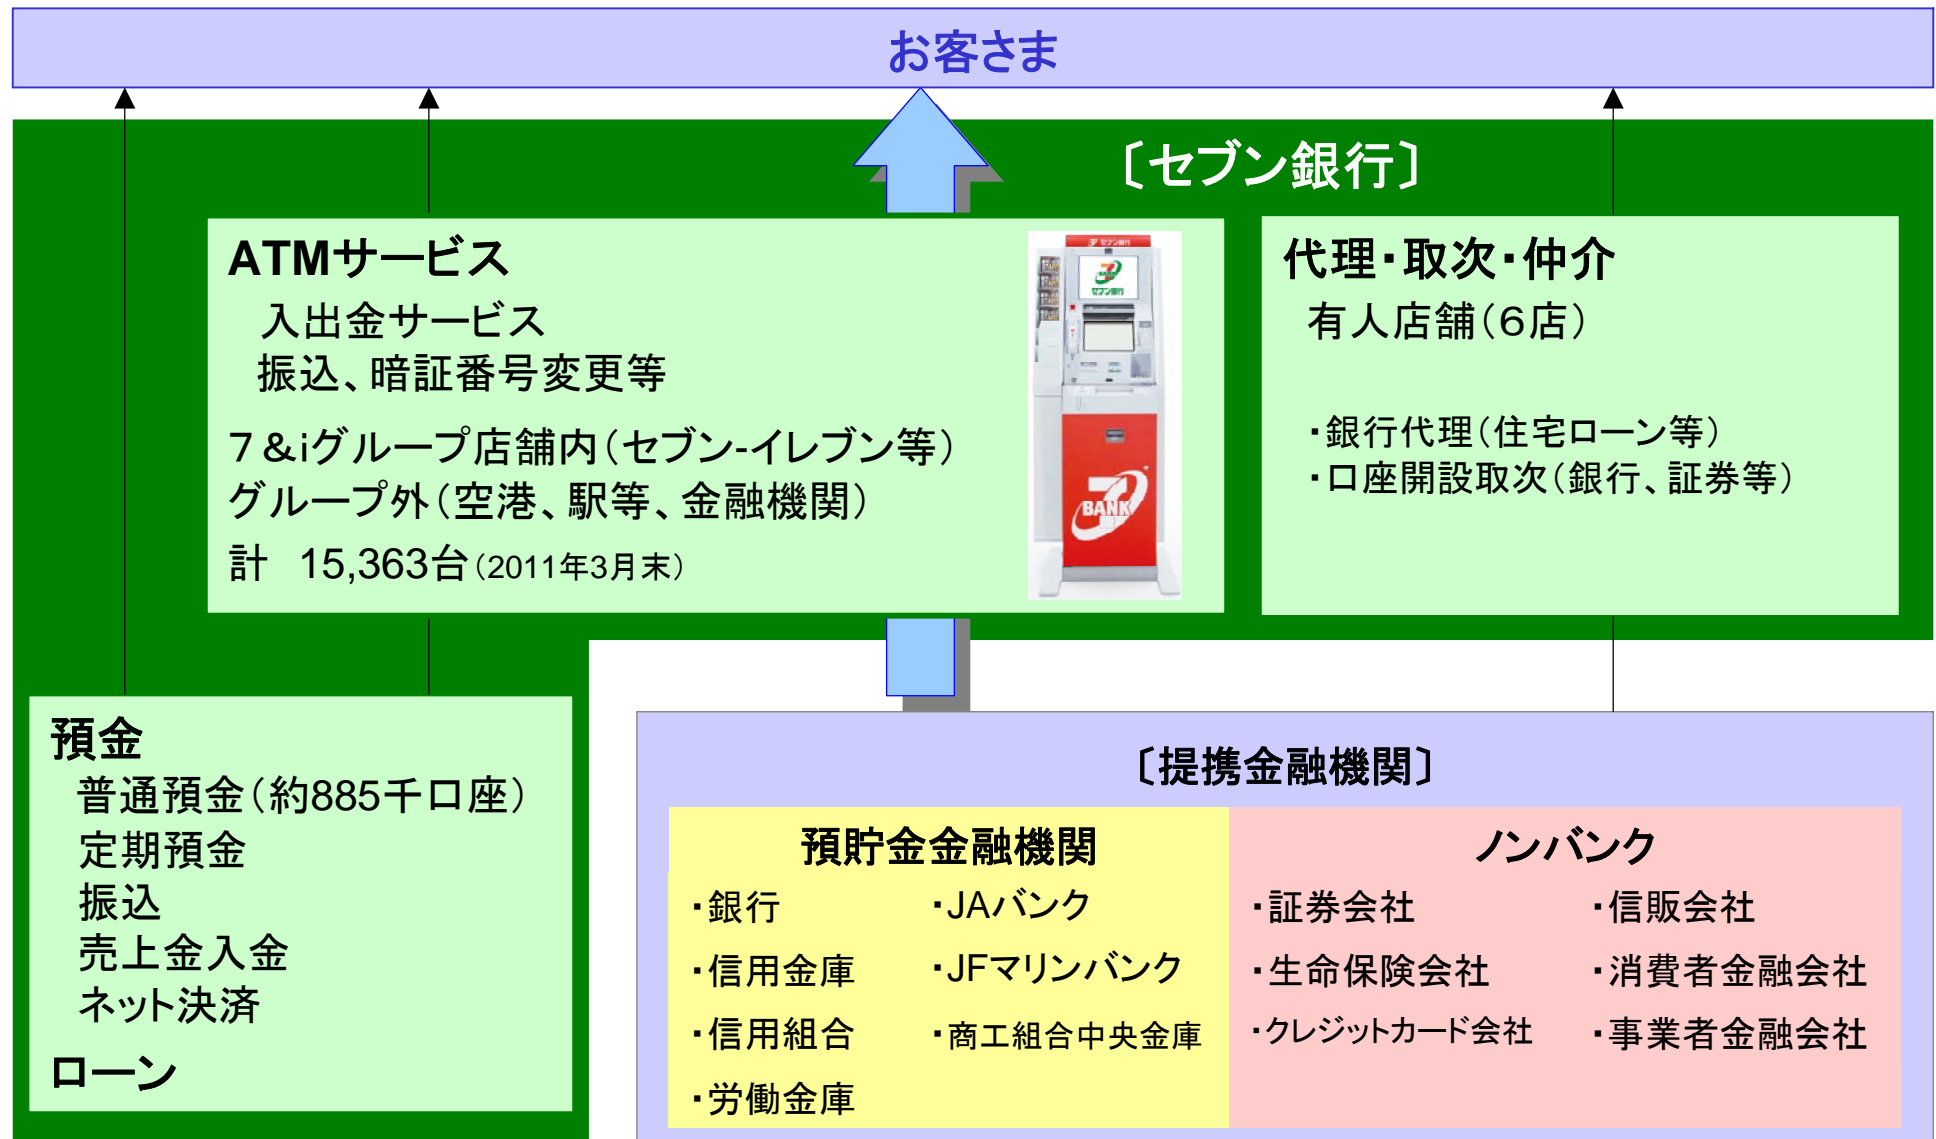 お客さま
〔セブン銀行〕
ATMサービス
入出金サービス
振込、暗証番号変更等
7&iグループ店舗内(セブン-イレブン等)
グループ外(空港、駅等、金融機関)
計 15,363台(2011年3月末)
セブン銀行
セブン銀行
BANK
代理・取次・仲介
有人店舗(6店)
・銀行代理(住宅ローン等)
・口座開設取次(銀行、証券等)
預金
普通預金(約885千口座)
定期預金
振込
売上金入金
ネット決済
ローン
〔提携金融機関〕
預貯金金融機関
・銀行
・信用金庫
・信用組合
・労働金庫
・JAバンク
・JFマリンバンク
・商工組合中央金庫
ノンバンク
・証券会社
・生命保険会社
・クレジットカード会社
・信販会社
・消費者金融会社
・事業者金融会社